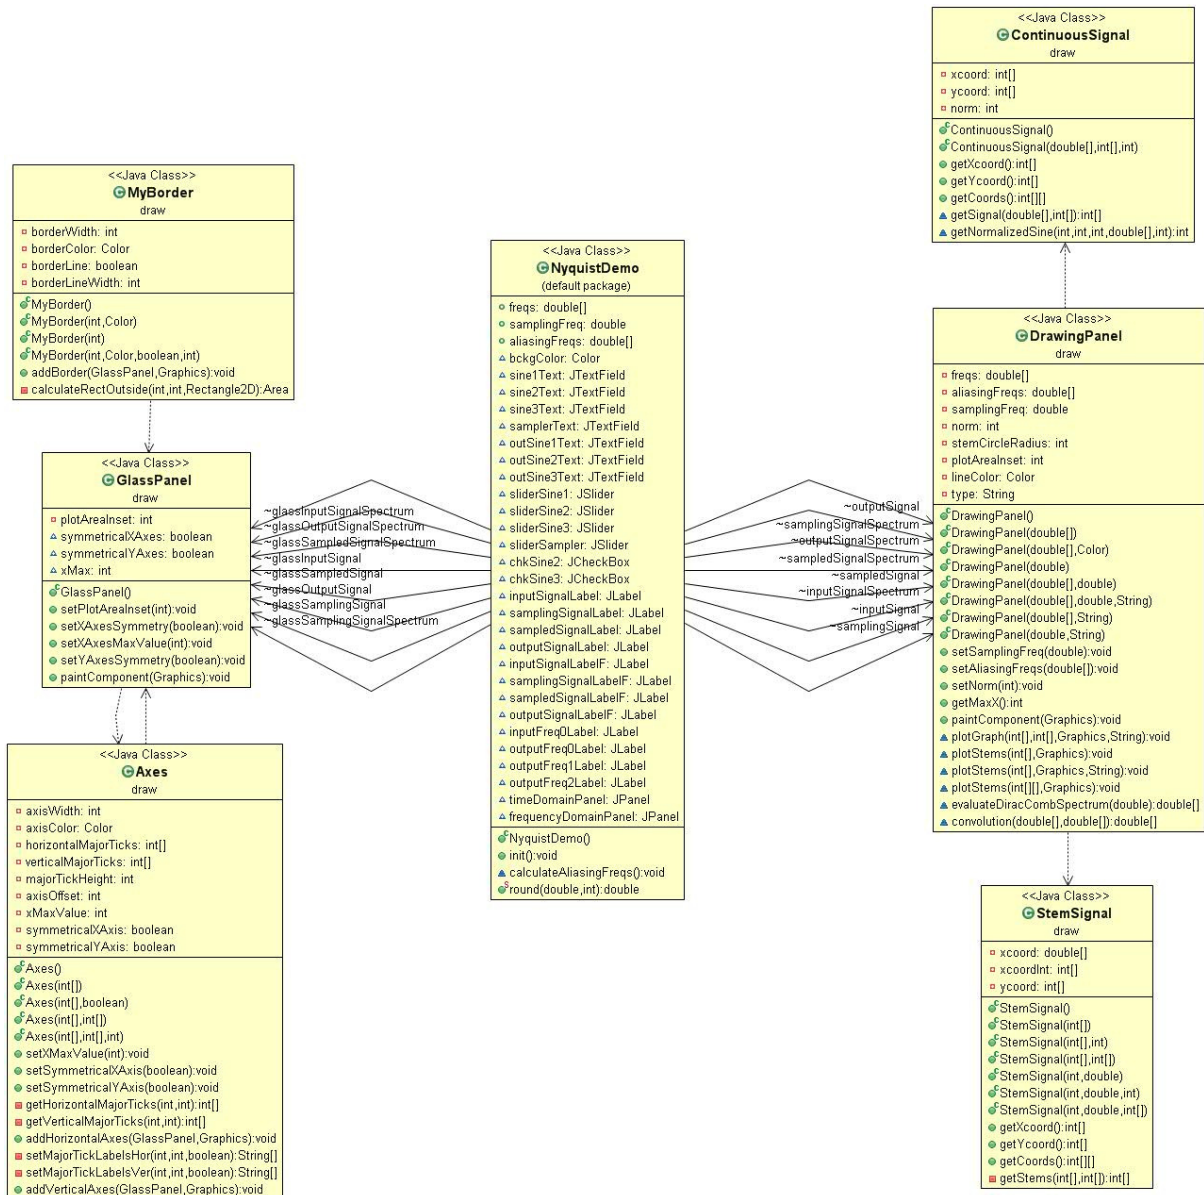 <<Java Class>>
MyBorder
draw
borderWidth: int
borderColor: Color
borderLine: boolean
borderLineWidth: int
MyBorder()
MyBorder(int,Color)
MyBorder(int)
MyBorder(int,Color,boolean,int)
addBorder(GlassPanel,Graphics):void
calculateRectOutside(int,int,Rectangle2D):Area
<<Java Class>>
GlassPanel
draw
plotAreaInset: int
symmetricalXAxes: boolean
symmetricalYAxes: boolean
xMax: int
GlassPanel()
setPlotAreaInset(int):void
setXAxesSymmetry(boolean):void
setXAxesMaxValue(int):void
setYAxesSymmetry(boolean):void
paintComponent(Graphics):void
<<Java Class>>
Axes
draw
axisWidth: int
axisColor: Color
horizontalMajorTicks: int[]
verticalMajorTicks: int[]
majorTickHeight: int
axisOffset: int
xMaxValue: int
symmetricalXAxis: boolean
symmetricalYAxis: boolean
Axes()
Axes(int[])
Axes(int[],boolean)
Axes(int[],int[])
Axes(int[],int[],int)
setXMaxValue(int):void
setSymmetricalXAxis(boolean):void
setSymmetricalYAxis(boolean):void
getHorizontalMajorTicks(int,int):int[]
getVerticalMajorTicks(int,int):int[]
addHorizontalAxes(GlassPanel,Graphics):void
setMajorTickLabelsHor(int,int,boolean):String[]
setMajorTickLabelsVer(int,int,boolean):String[]
addVerticalAxes(GlassPanel,Graphics):void
~glassInputSignalSpectrum
~glassOutputSignalSpectrum
~glassSampledSignalSpectrum
~glassInputSignal
~glassSampledSignal
~glassOutputSignal
~glassSamplingSignal
~glassSamplingSignalSpectrum
<<Java Class>>
NyquistDemo
(default package)
freqs: double[]
samplingFreq: double
aliasingFreqs: double[]
bckgColor: Color
sine1Text: JTextField
sine2Text: JTextField
sine3Text: JTextField
samplerText: JTextField
outSine1Text: JTextField
outSine2Text: JTextField
outSine3Text: JTextField
sliderSine1: JSlider
sliderSine2: JSlider
sliderSine3: JSlider
sliderSampler: JSlider
chkSine2: JCheckBox
chkSine3: JCheckBox
inputSignalLabel: JLabel
samplingSignalLabel: JLabel
sampledSignalLabel: JLabel
outputSignalLabel: JLabel
inputSignalLabelF: JLabel
samplingSignalLabelF: JLabel
sampledSignalLabelF: JLabel
outputSignalLabelF: JLabel
inputFreq0Label: JLabel
outputFreq0Label: JLabel
outputFreq1Label: JLabel
outputFreq2Label: JLabel
timeDomainPanel: JPanel
frequencyDomainPanel: JPanel
NyquistDemo()
init():void
calculateAliasingFreqs():void
round(double,int):double
~outputSignal
~samplingSignalSpectrum
~outputSignalSpectrum
~sampledSignalSpectrum
~sampledSignal
~inputSignalSpectrum
~inputSignal
~samplingSignal
<<Java Class>>
ContinuousSignal
draw
xcoord: int[]
ycoord: int[]
norm: int
ContinuousSignal()
ContinuousSignal(double[],int[],int)
getXcoord():int[]
getYcoord():int[]
getCoords():int[][]
getSignal(double[],int[]):int[]
getNormalizedSine(int,int,int,double[],int):int
<<Java Class>>
DrawingPanel
draw
freqs: double[]
aliasingFreqs: double[]
samplingFreq: double
norm: int
stemCircleRadius: int
plotAreaInset: int
lineColor: Color
type: String
DrawingPanel()
DrawingPanel(double[])
DrawingPanel(double[],Color)
DrawingPanel(double)
DrawingPanel(double[],double)
DrawingPanel(double[],double,String)
DrawingPanel(double[],String)
DrawingPanel(double,String)
setSamplingFreq(double):void
setAliasingFreqs(double[]):void
setNorm(int):void
getMaxX():int
paintComponent(Graphics):void
plotGraph(int[],int[],Graphics,String):void
plotStems(int[],Graphics):void
plotStems(int[],Graphics,String):void
plotStems(int[][],Graphics):void
evaluateDiracCombSpectrum(double):double[]
convolution(double[],double[]):double[]
<<Java Class>>
StemSignal
draw
xcoord: double[]
xcoordInt: int[]
ycoord: int[]
StemSignal()
StemSignal(int[])
StemSignal(int[],int)
StemSignal(int[],int[])
StemSignal(int,double)
StemSignal(int,double,int)
StemSignal(int,double,int[])
getXcoord():int[]
getYcoord():int[]
getCoords():int[][]
getStems(int[],int[]):int[]